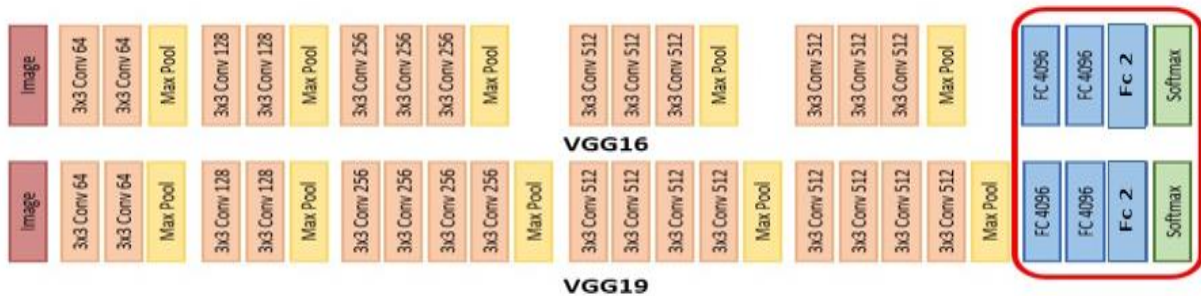 Image
3x3 Conv 64
3x3 Conv 64
Max Pool
3x3 Conv 128
3x3 Conv 128
Max Pool
3x3 Conv 256
3x3 Conv 256
3x3 Conv 256
Max Pool
3x3 Conv 512
3x3 Conv 512
3x3 Conv 512
Max Pool
3x3 Conv 512
3x3 Conv 512
3x3 Conv 512
Max Pool
FC 4096
FC 4096
Fc 2
Softmax
VGG16
Image
3x3 Conv 64
3x3 Conv 64
Max Pool
3x3 Conv 128
3x3 Conv 128
Max Pool
3x3 Conv 256
3x3 Conv 256
3x3 Conv 256
3x3 Conv 256
Max Pool
3x3 Conv 512
3x3 Conv 512
3x3 Conv 512
3x3 Conv 512
Max Pool
3x3 Conv 512
3x3 Conv 512
3x3 Conv 512
3x3 Conv 512
Max Pool
FC 4096
FC 4096
Fc 2
Softmax
VGG19